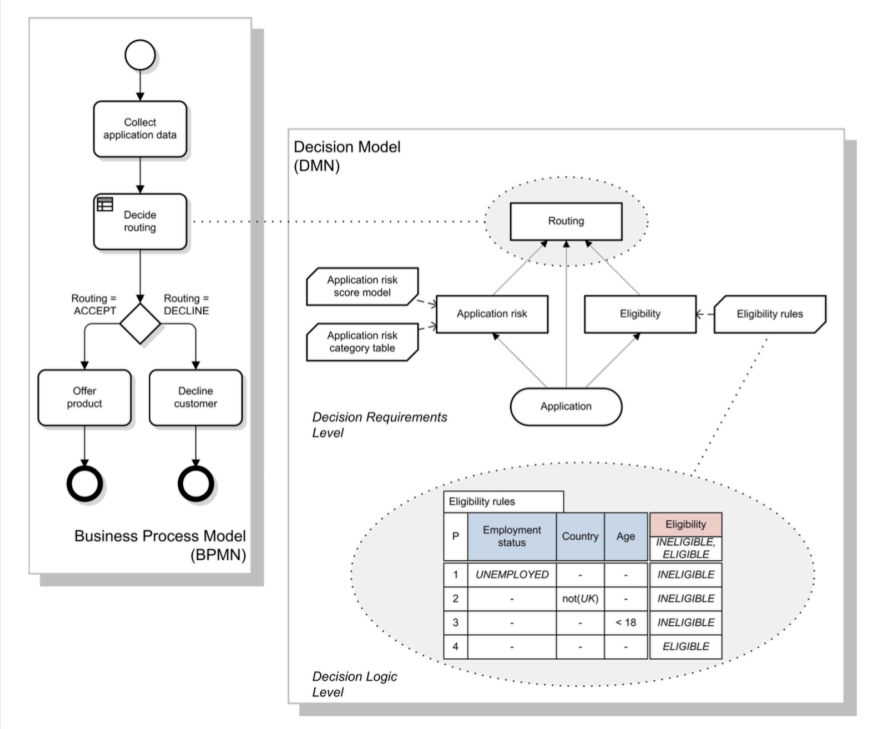 Collect
application data
Decide
routing
Routing =
ACCEPT
Routing =
DECLINE
Offer
product
Decline
customer
Business Process Model
(BPMN)
Decision Model
(DMN)
Routing
Application risk
score model
Application risk
category table
Application risk
Eligibility
Eligibility rules
Application
Decision Requirements
Level
Eligibility rules
P
Employment
status
Country
Age
Eligibility
INELIGIBLE,
ELIGIBLE
1 UNEMPLOYED - - INELIGIBLE
2 - not(UK) - INELIGIBLE
3 - - < 18 INELIGIBLE
4 - - - ELIGIBLE
Decision Logic
Level